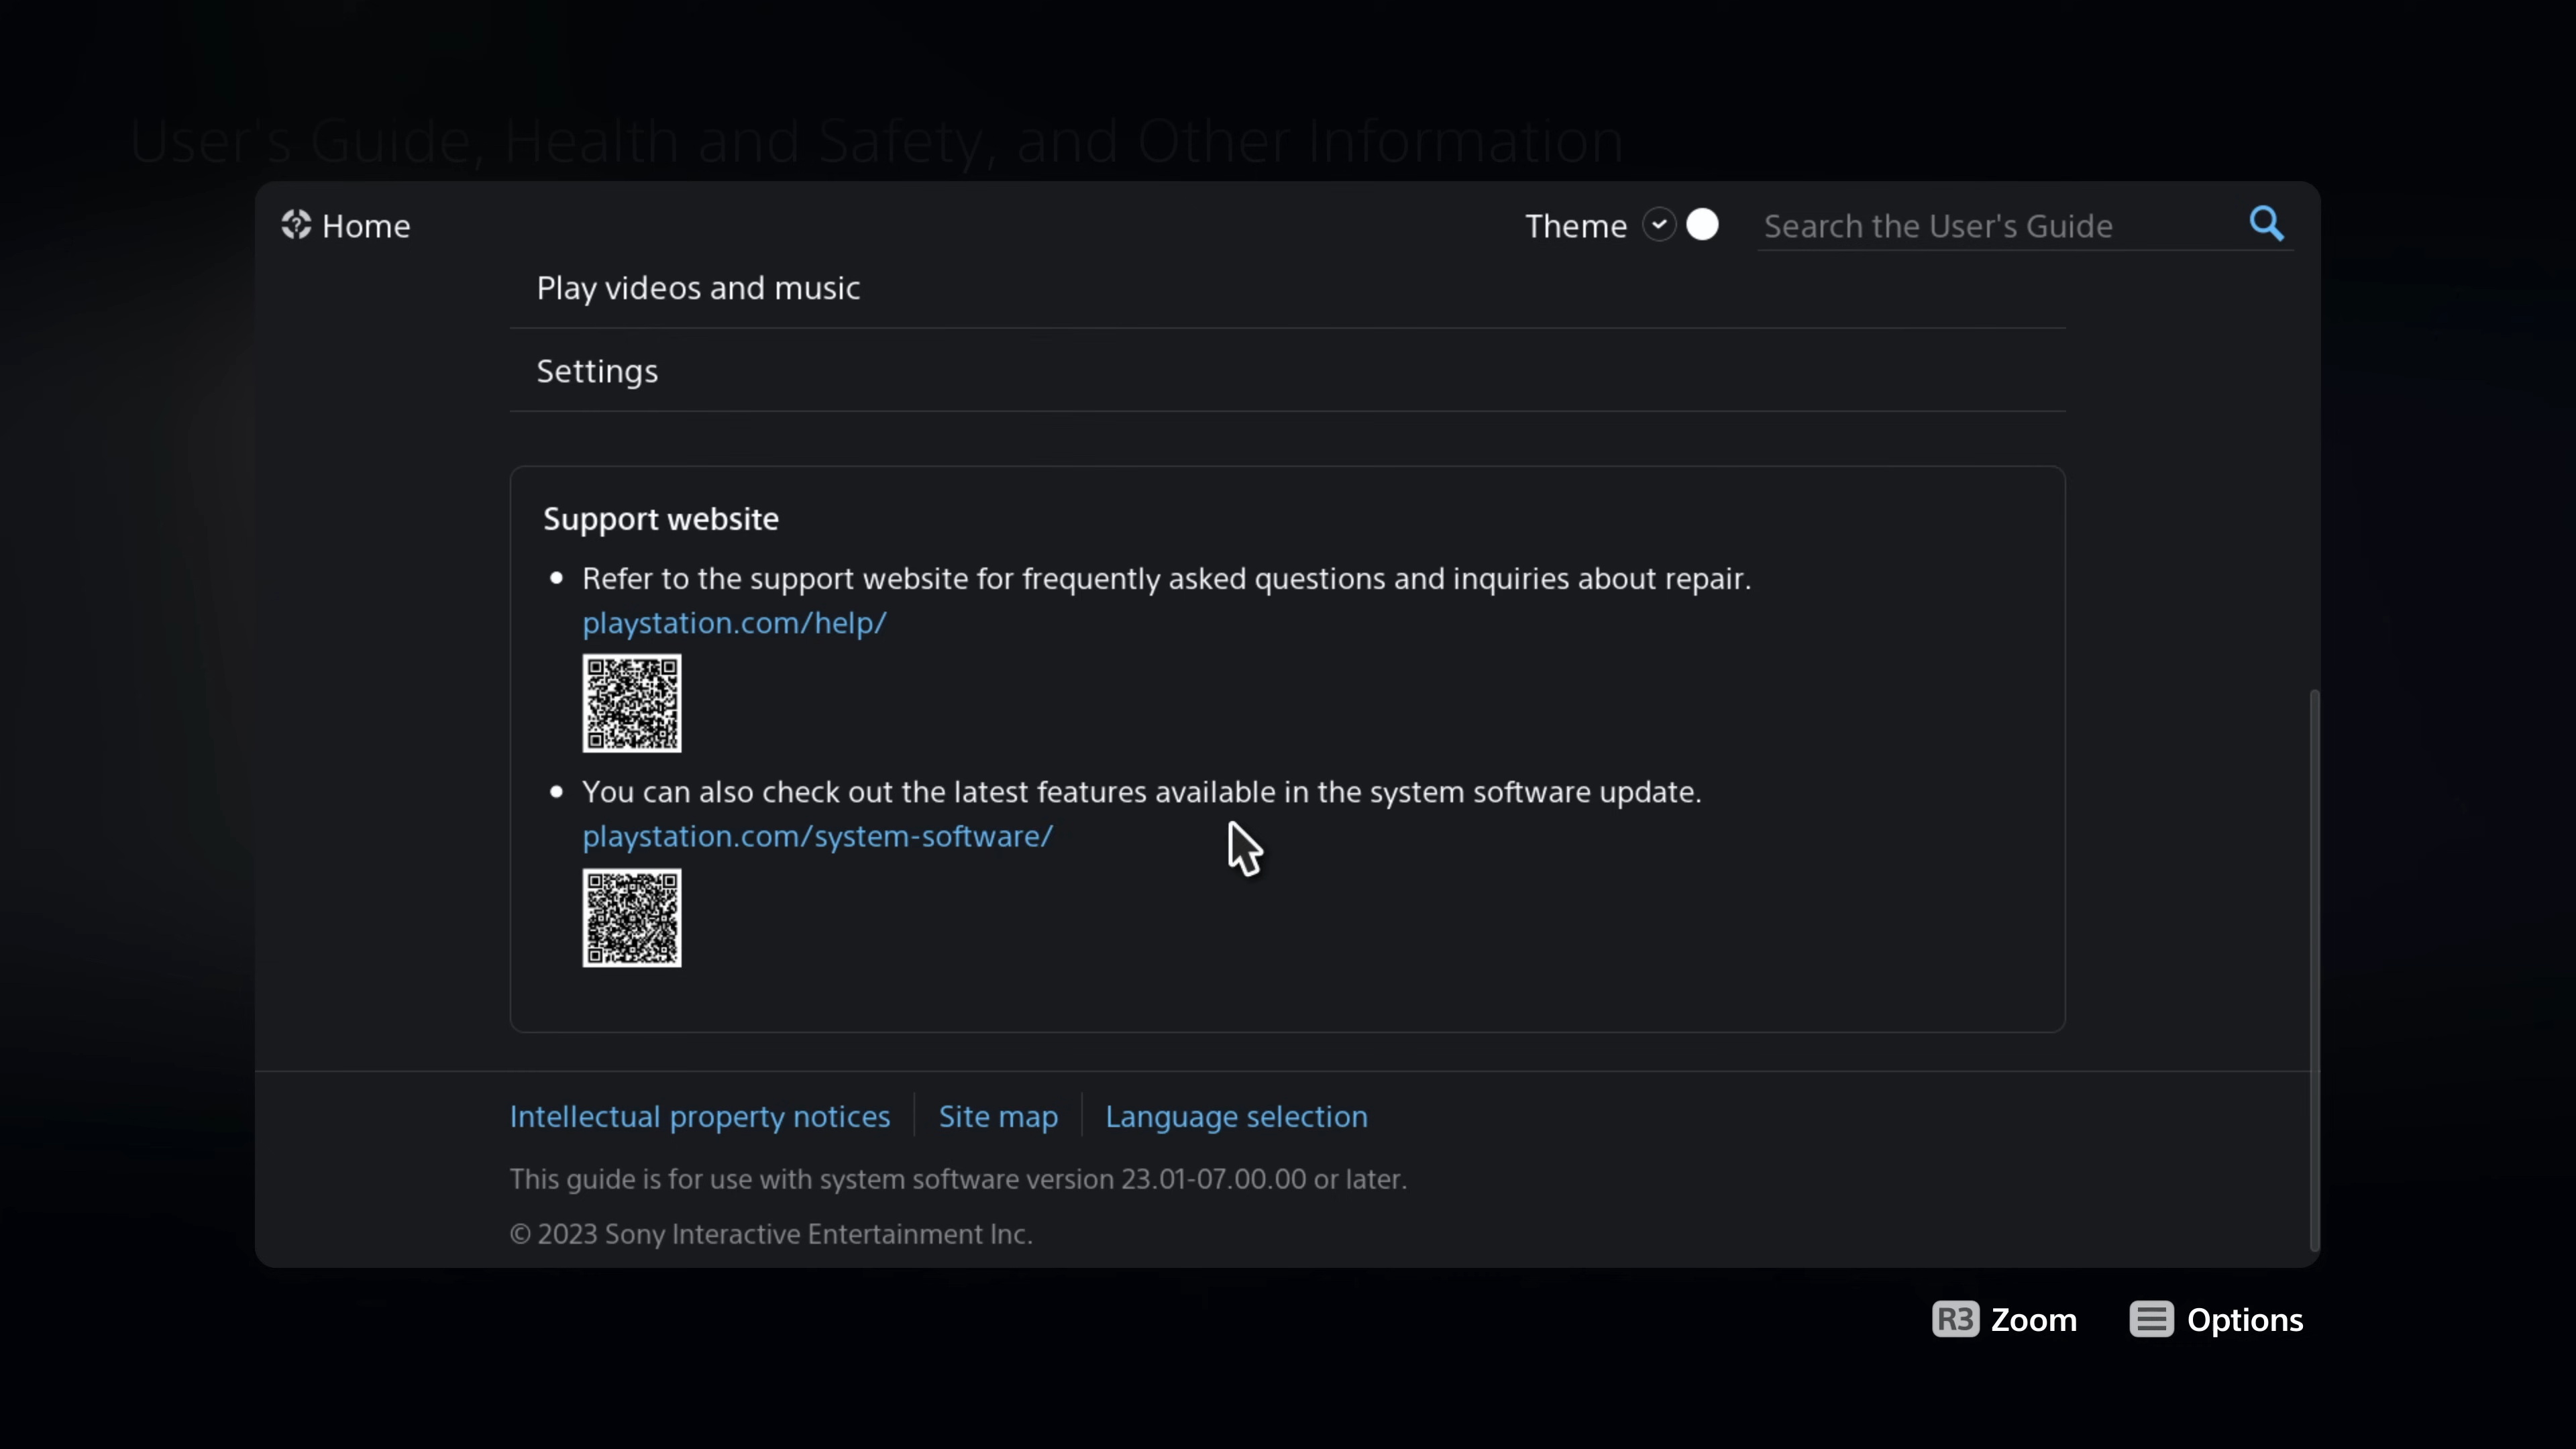 User's Guide, Health and Safety, and Other Information
Home
Theme
Search the User's Guide
Play videos and music
Settings
Support website
• Refer to the support website for frequently asked questions and inquiries about repair.
playstation.com/help/
• You can also check out the latest features available in the system software update.
playstation.com/system-software/
Intellectual property notices | Site map | Language selection
This guide is for use with system software version 23.01-07.00.00 or later.
© 2023 Sony Interactive Entertainment Inc.
R3 Zoom
Options